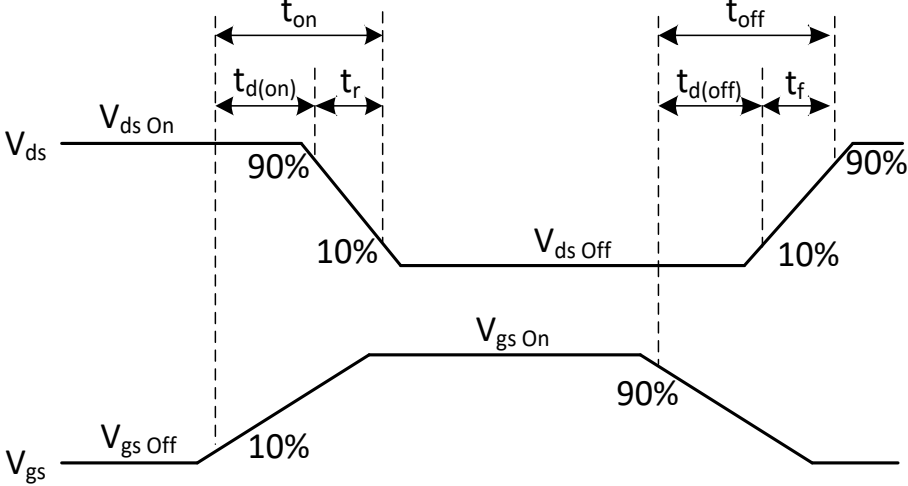 t_on t_off
t_d(on) t_r t_d(off) t_f
V_ds On
V_ds
90% 90%
10% V_ds Off 10%
V_gs On
90%
V_gs Off 10%
V_gs